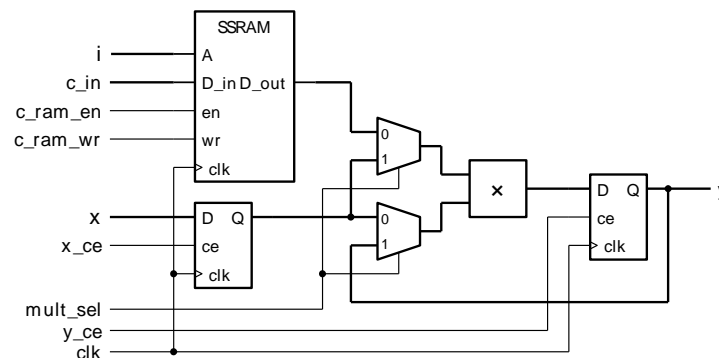 SSRAM
i
A
c_in
D_in D_out
c_ram_en
en
c_ram_wr
wr
clk
0
1
×
x
D Q
x_ce
ce
clk
0
1
D Q
ce
clk
y
mult_sel
y_ce
clk